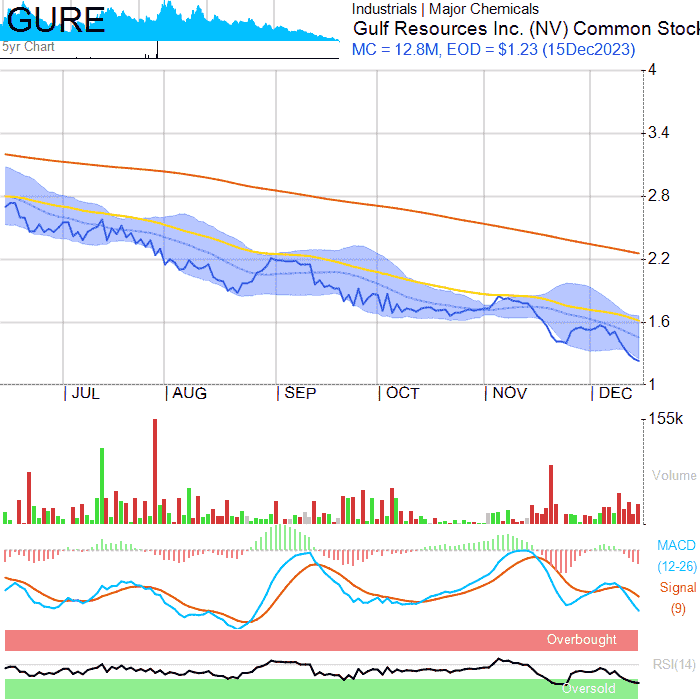 GURE
5yr Chart
Industrials | Major Chemicals
Gulf Resources Inc. (NV) Common Stock
MC = 12.8M, EOD = $1.23 (15Dec2023)
4
3.4
2.8
2.2
1.6
1
JUL AUG SEP OCT NOV DEC
155k
Volume
MACD
(12-26)
Signal
(9)
Overbought
RSI(14)
Oversold